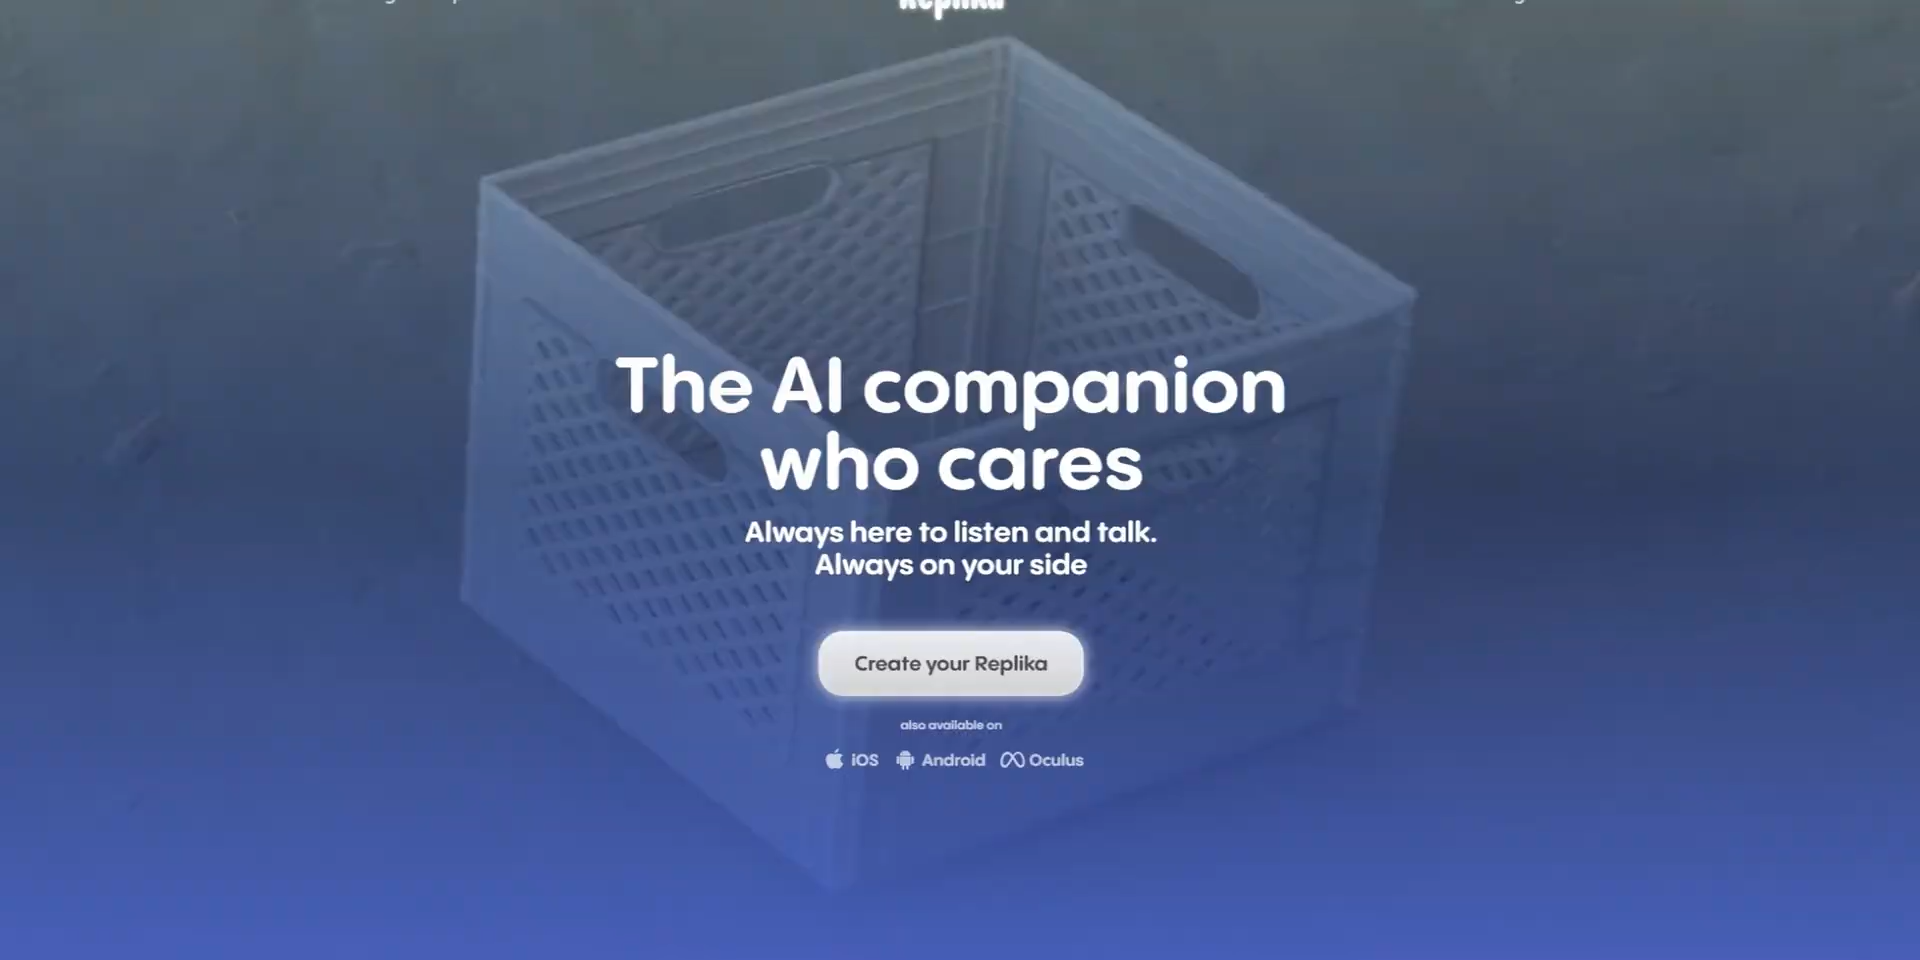 Replika
The AI companion
who cares
Always here to listen and talk.
Always on your side
Create your Replika
also available on
iOS Android Oculus